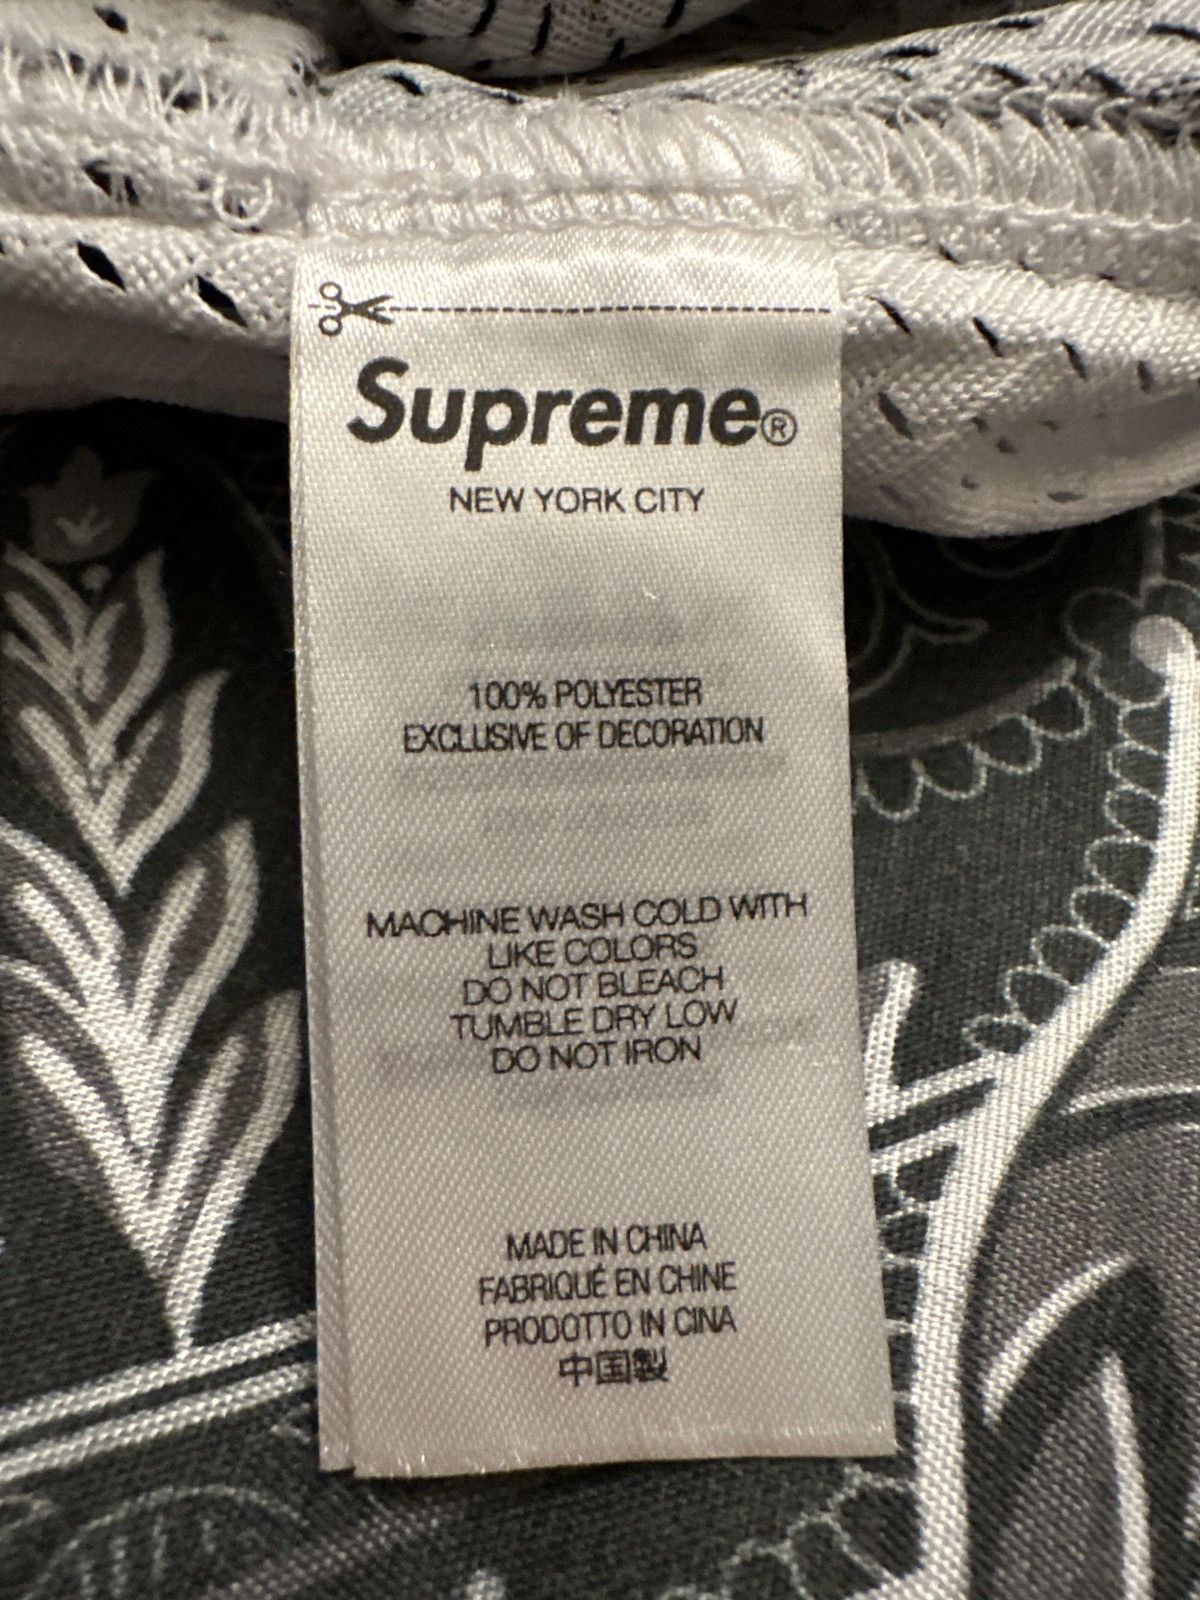 Supreme®
NEW YORK CITY
100% POLYESTER
EXCLUSIVE OF DECORATION
MACHINE WASH COLD WITH
LIKE COLORS
DO NOT BLEACH
TUMBLE DRY LOW
DO NOT IRON
MADE IN CHINA
FABRIQUÉ EN CHINE
PRODOTTO IN CINA
中国製